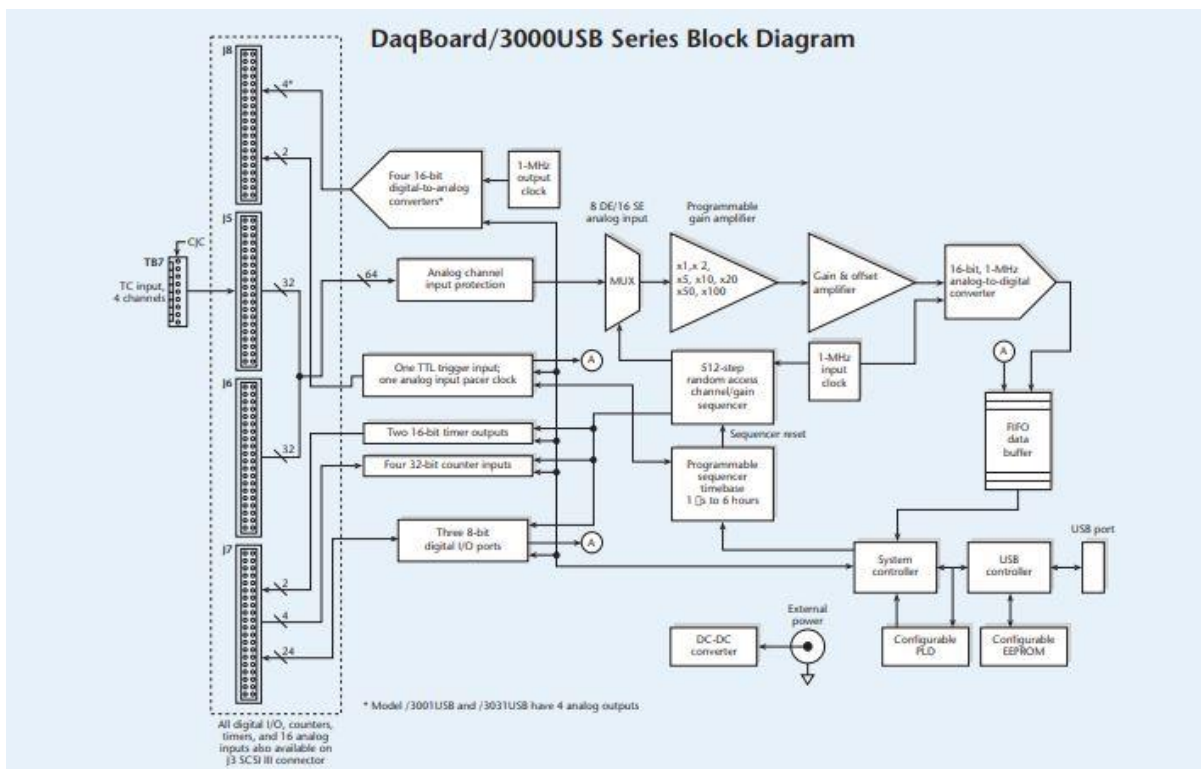 DaqBoard/3000USB Series Block Diagram
J8
4*
2
Four 16-bit
digital-to-analog
converters*
1-MHz
output
clock
J5
CJC
TB7
TC input,
4 channels
32
64
Analog channel
input protection
8 DE/16 SE
analog input
MUX
Programmable
gain amplifier
x1,x 2,
x5, x10, x20
x50, x100
Gain & offset
amplifier
16-bit, 1-MHz
analog-to-digital
converter
One TTL trigger input;
one analog input pacer clock
A
512-step
random access
channel/gain
sequencer
1-MHz
input
clock
A
FIFO
data
buffer
J6
32
Two 16-bit timer outputs
Four 32-bit counter inputs
Sequencer reset
Programmable
sequencer
timebase
1 s to 6 hours
Three 8-bit
digital I/O ports
A
J7
2
4
24
System
controller
USB
controller
USB port
External
power
DC-DC
converter
Configurable
PLD
Configurable
EEPROM
* Model /3001USB and /3031USB have 4 analog outputs
All digital I/O, counters,
timers, and 16 analog
inputs also available on
J3 SCSI III connector